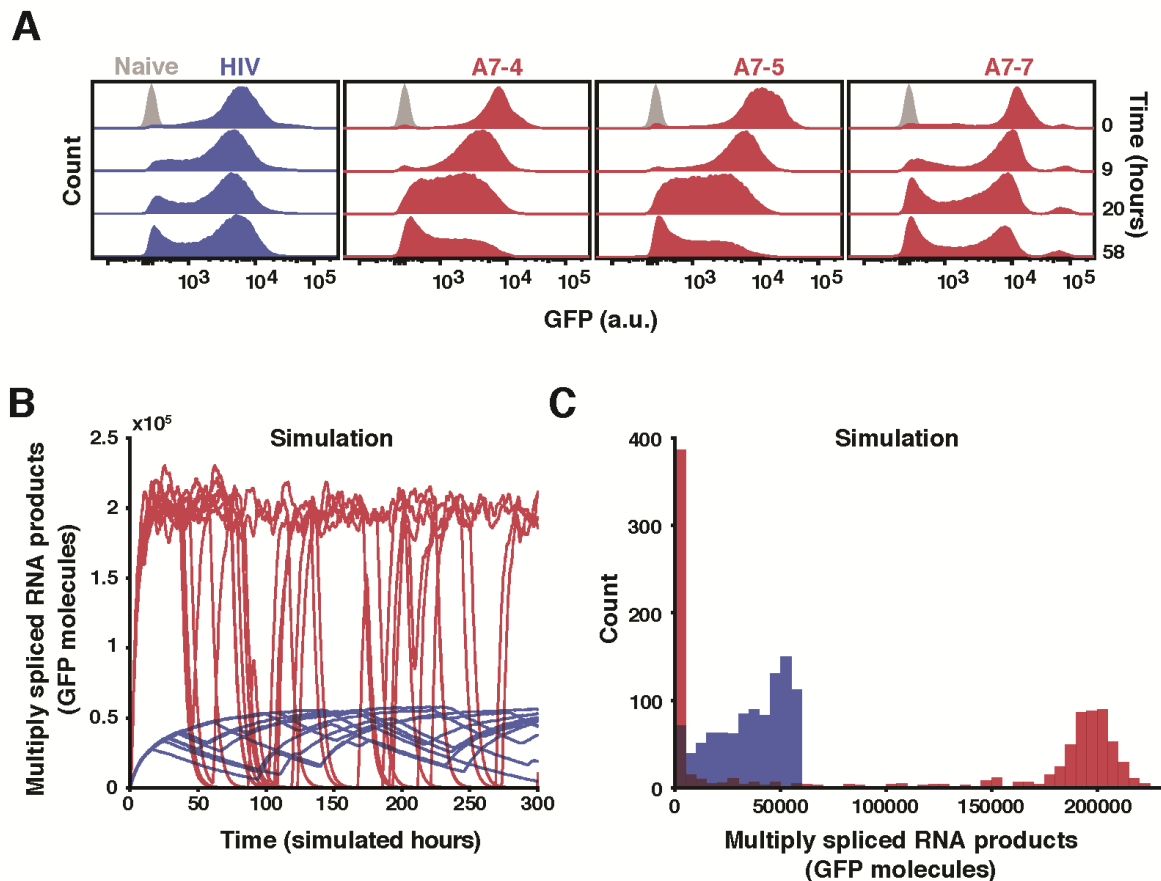 A
Naive HIV A7-4 A7-5 A7-7
Count
0
9
20
58
Time (hours)
10³ 10⁴ 10⁵ 10³ 10⁴ 10⁵ 10³ 10⁴ 10⁵ 10³ 10⁴ 10⁵
GFP (a.u.)
B
x10⁵
Simulation
Multiply spliced RNA products
(GFP molecules)
2.5
2
1.5
1
0.5
0
0 50 100 150 200 250 300
Time (simulated hours)
C
Simulation
Count
400
300
200
100
0
0 50000 100000 150000 200000
Multiply spliced RNA products
(GFP molecules)